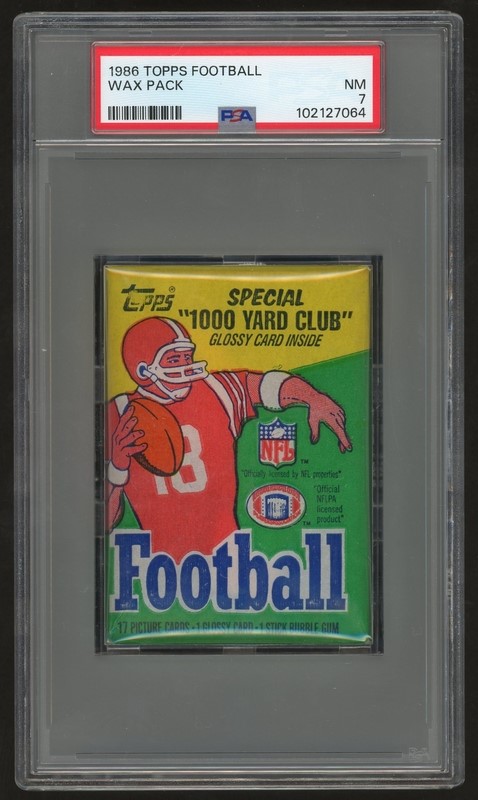 1986 TOPPS FOOTBALL
WAX PACK
NM
7
PSA
102127064
topps®
SPECIAL
"1000 YARD CLUB"
GLOSSY CARD INSIDE
18
NFL
TM
"Officially licensed by NFL properties"
"Official
NFLPA
licensed
product"
TM
Football
17 PICTURE CARDS • 1 GLOSSY CARD • 1 STICK BUBBLE GUM